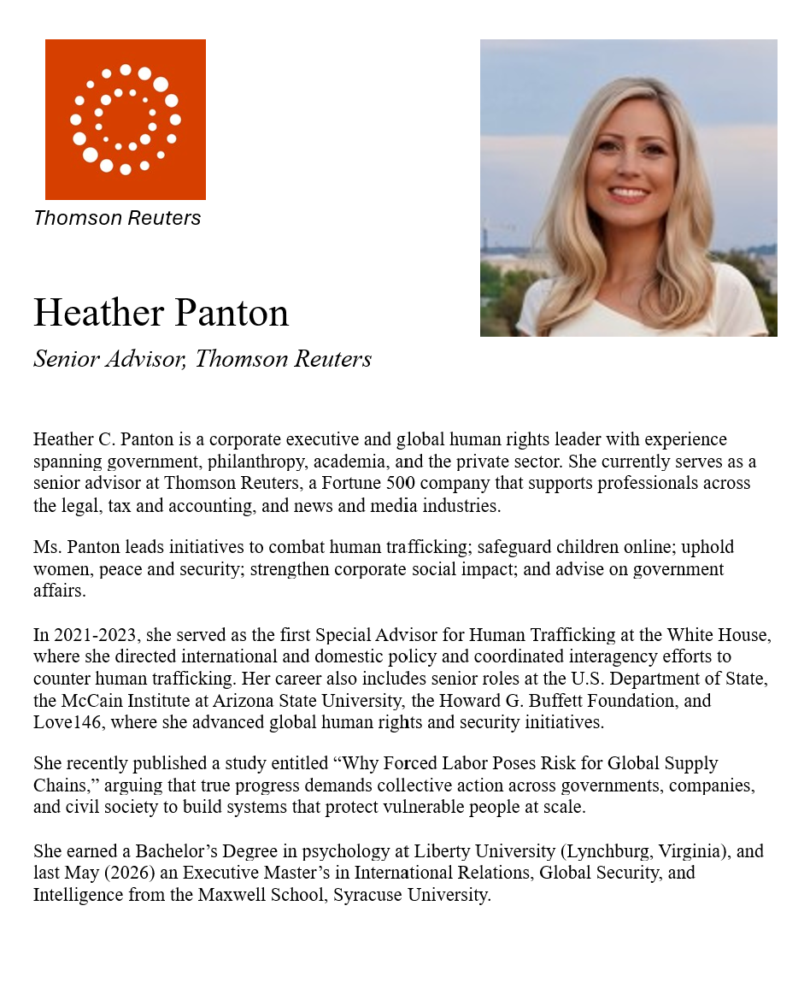 Thomson Reuters
Heather Panton
Senior Advisor, Thomson Reuters
Heather C. Panton is a corporate executive and global human rights leader with experience
spanning government, philanthropy, academia, and the private sector. She currently serves as a
senior advisor at Thomson Reuters, a Fortune 500 company that supports professionals across
the legal, tax and accounting, and news and media industries.
Ms. Panton leads initiatives to combat human trafficking; safeguard children online; uphold
women, peace and security; strengthen corporate social impact; and advise on government
affairs.
In 2021-2023, she served as the first Special Advisor for Human Trafficking at the White House,
where she directed international and domestic policy and coordinated interagency efforts to
counter human trafficking. Her career also includes senior roles at the U.S. Department of State,
the McCain Institute at Arizona State University, the Howard G. Buffett Foundation, and
Love146, where she advanced global human rights and security initiatives.
She recently published a study entitled “Why Forced Labor Poses Risk for Global Supply
Chains,” arguing that true progress demands collective action across governments, companies,
and civil society to build systems that protect vulnerable people at scale.
She earned a Bachelor’s Degree in psychology at Liberty University (Lynchburg, Virginia), and
last May (2026) an Executive Master’s in International Relations, Global Security, and
Intelligence from the Maxwell School, Syracuse University.